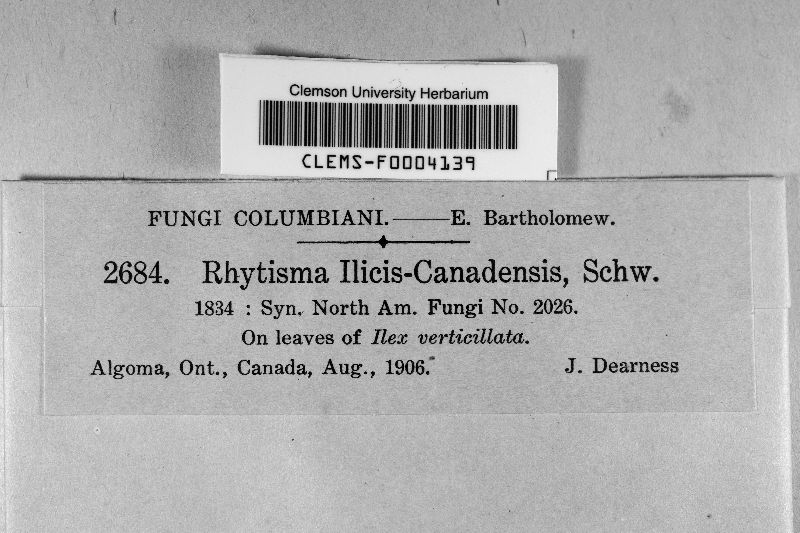 Clemson University Herbarium
CLEMS-F0004139
FUNGI COLUMBIANI.——E. Bartholomew.
2684. Rhytisma Ilicis-Canadensis, Schw.
1834 : Syn. North Am. Fungi No. 2026.
On leaves of Ilex verticillata.
Algoma, Ont., Canada, Aug., 1906. J. Dearness